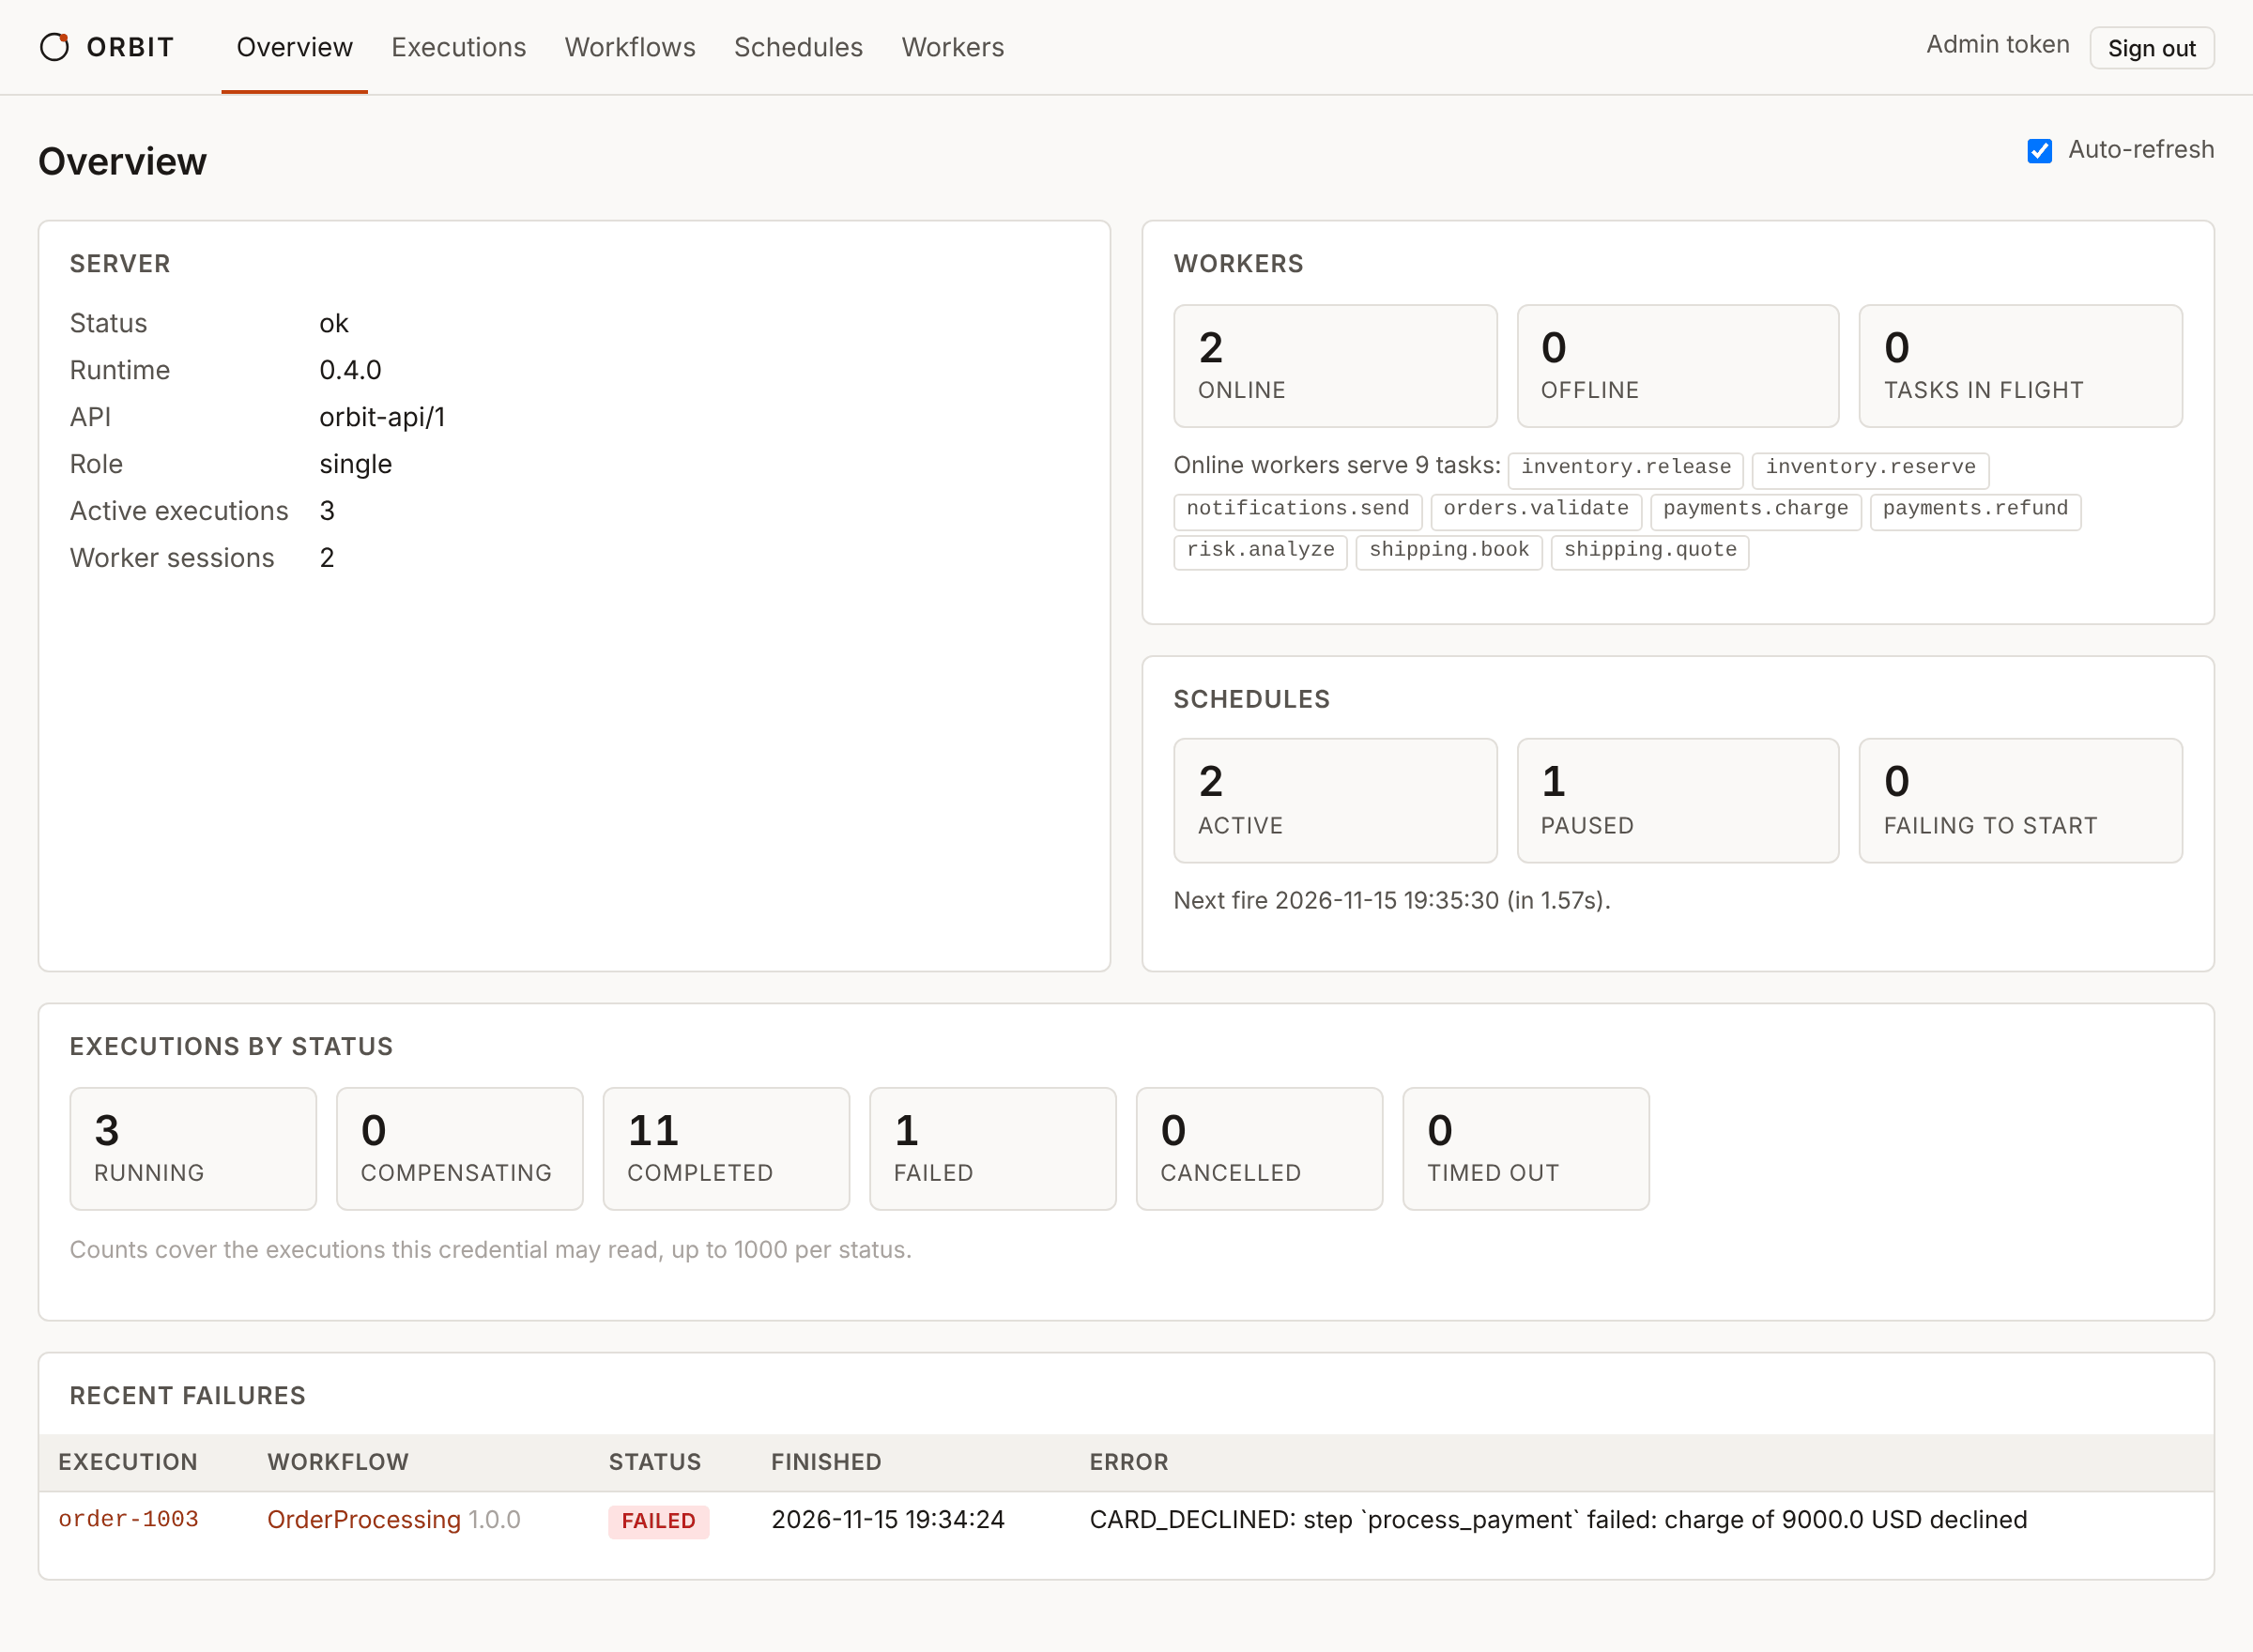 ORBIT Overview Executions Workflows Schedules Workers Admin token Sign out
Overview
Auto-refresh
SERVER
Status ok
Runtime 0.4.0
API orbit-api/1
Role single
Active executions 3
Worker sessions 2
WORKERS
2 0 0
ONLINE OFFLINE TASKS IN FLIGHT
Online workers serve 9 tasks: inventory.release inventory.reserve
notifications.send orders.validate payments.charge payments.refund
risk.analyze shipping.book shipping.quote
SCHEDULES
2 1 0
ACTIVE PAUSED FAILING TO START
Next fire 2026-11-15 19:35:30 (in 1.57s).
EXECUTIONS BY STATUS
3 0 11 1 0 0
RUNNING COMPENSATING COMPLETED FAILED CANCELLED TIMED OUT
Counts cover the executions this credential may read, up to 1000 per status.
RECENT FAILURES
EXECUTION WORKFLOW STATUS FINISHED ERROR
order-1003 OrderProcessing 1.0.0 FAILED 2026-11-15 19:34:24 CARD_DECLINED: step `process_payment` failed: charge of 9000.0 USD declined